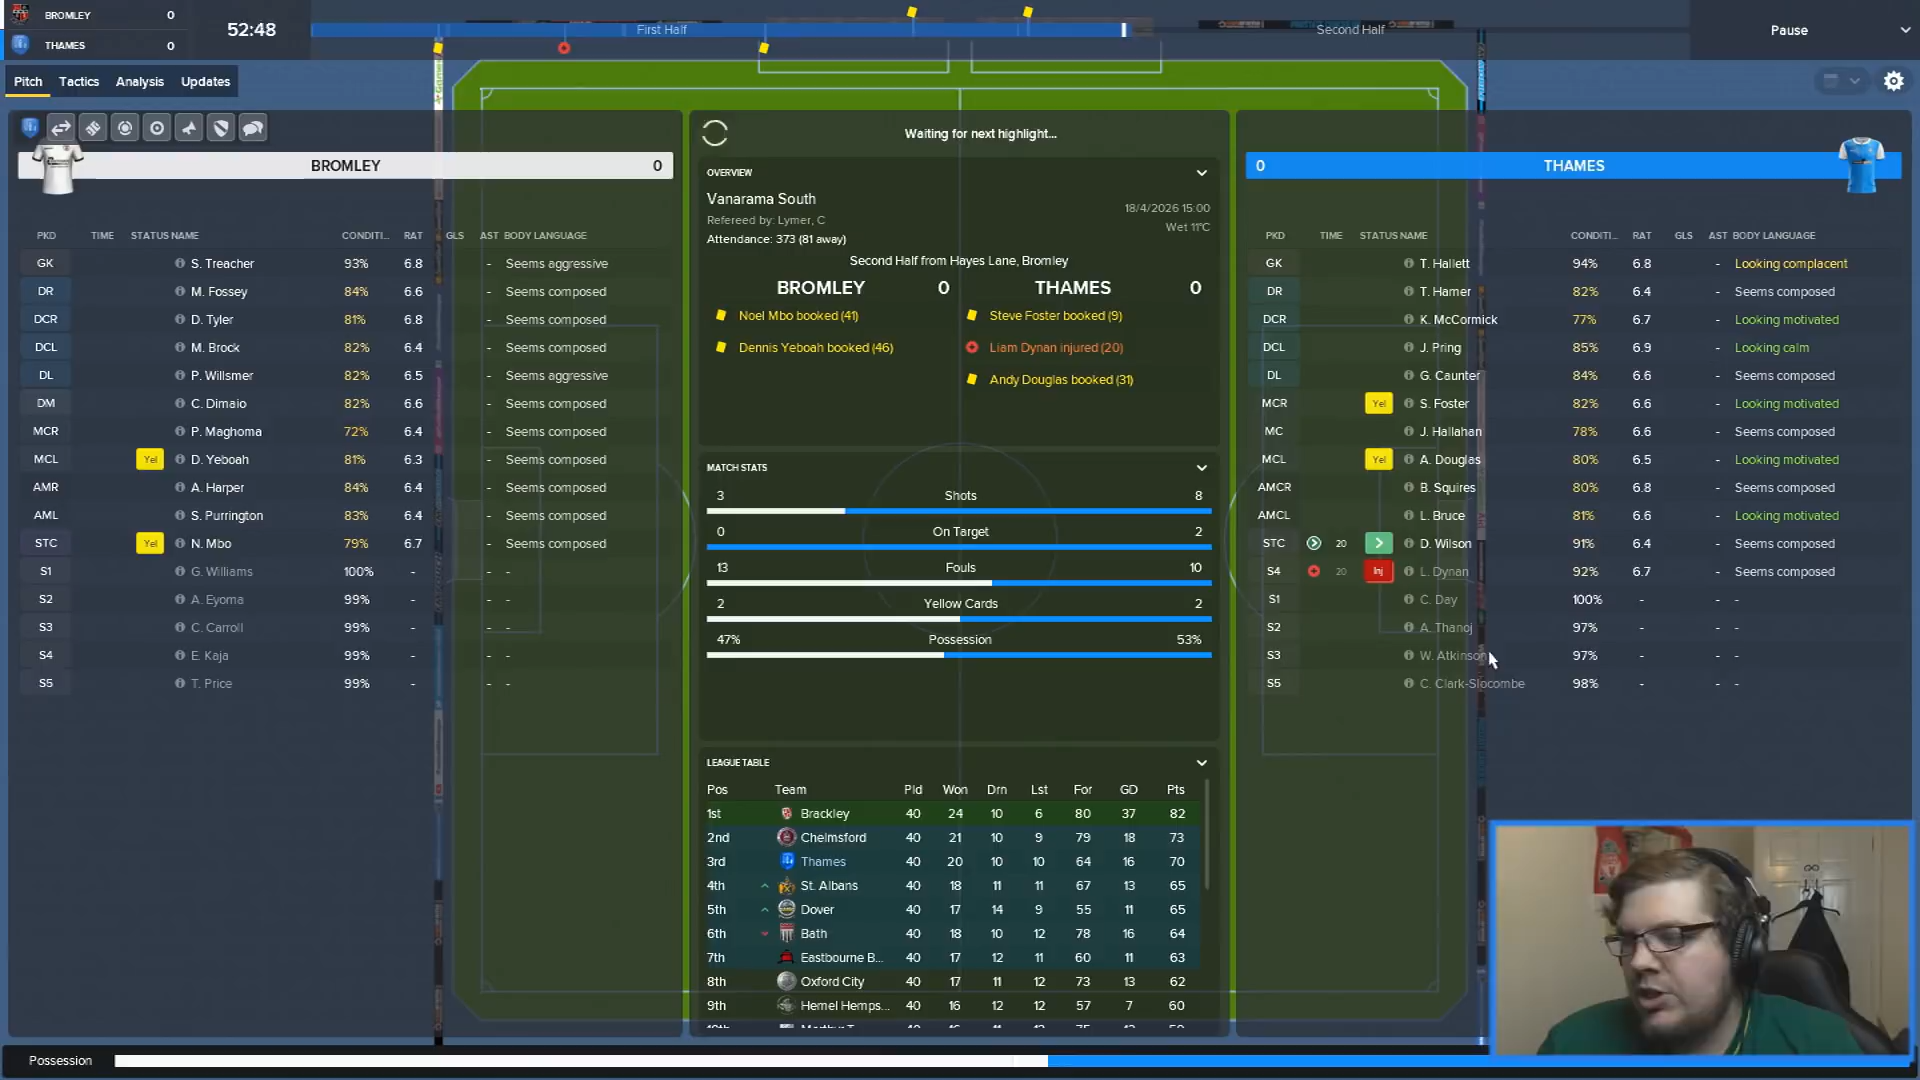 BROMLEY 0
THAMES 0
52:48
First Half
Second Half
Pause
Pitch Tactics Analysis Updates
BROMLEY 0
PKD TIME STATUS NAME CONDITI... RAT GLS AST BODY LANGUAGE
GK S. Treacher 93% 6.8 - Seems aggressive
DR M. Fossey 84% 6.6 - Seems composed
DCR D. Tyler 81% 6.8 - Seems composed
DCL M. Brock 82% 6.4 - Seems composed
DL P. Willsmer 82% 6.5 - Seems aggressive
DM C. Dimaio 82% 6.6 - Seems composed
MCR P. Maghoma 72% 6.4 - Seems composed
MCL Yel D. Yeboah 81% 6.3 - Seems composed
AMR A. Harper 84% 6.4 - Seems composed
AML S. Purrington 83% 6.4 - Seems composed
STC Yel N. Mbo 79% 6.7 - Seems composed
S1 G. Williams 100% - - -
S2 A. Eyoma 99% - - -
S3 C. Carroll 99% - - -
S4 E. Kaja 99% - - -
S5 T. Price 99% - - -
Waiting for next highlight...
OVERVIEW
Vanarama South
18/4/2026 15:00
Refereed by: Lymer, C
Wet 11°C
Attendance: 373 (81 away)
Second Half from Hayes Lane, Bromley
BROMLEY 0 THAMES 0
Noel Mbo booked (41) Steve Foster booked (9)
Dennis Yeboah booked (46) Liam Dynan injured (20)
Andy Douglas booked (31)
MATCH STATS
3 Shots 8
0 On Target 2
13 Fouls 10
2 Yellow Cards 2
47% Possession 53%
LEAGUE TABLE
Pos Team Pld Won Drn Lst For GD Pts
1st Brackley 40 24 10 6 80 37 82
2nd Chelmsford 40 21 10 9 79 18 73
3rd Thames 40 20 10 10 64 16 70
4th St. Albans 40 18 11 11 67 13 65
5th Dover 40 17 14 9 55 11 65
6th Bath 40 18 10 12 78 16 64
7th Eastbourne B... 40 17 12 11 60 11 63
8th Oxford City 40 17 11 12 73 13 62
9th Hemel Hemps... 40 16 12 12 57 7 60
0 THAMES
PKD TIME STATUS NAME CONDITI... RAT GLS AST BODY LANGUAGE
GK T. Hallett 94% 6.8 - Looking complacent
DR T. Hamer 82% 6.4 - Seems composed
DCR K. McCormick 77% 6.7 - Looking motivated
DCL J. Pring 85% 6.9 - Looking calm
DL G. Caunter 84% 6.6 - Seems composed
MCR Yel S. Foster 82% 6.6 - Looking motivated
MC J. Hallahan 78% 6.6 - Seems composed
MCL Yel A. Douglas 80% 6.5 - Looking motivated
AMCR B. Squires 80% 6.8 - Seems composed
AMCL L. Bruce 81% 6.6 - Looking motivated
STC 20 D. Wilson 91% 6.4 - Seems composed
S4 20 Inj L. Dynan 92% 6.7 - Seems composed
S1 C. Day 100% - - -
S2 A. Thanoj 97% - - -
S3 W. Atkinson 97% - - -
S5 C. Clark-Slocombe 98% - - -
Possession